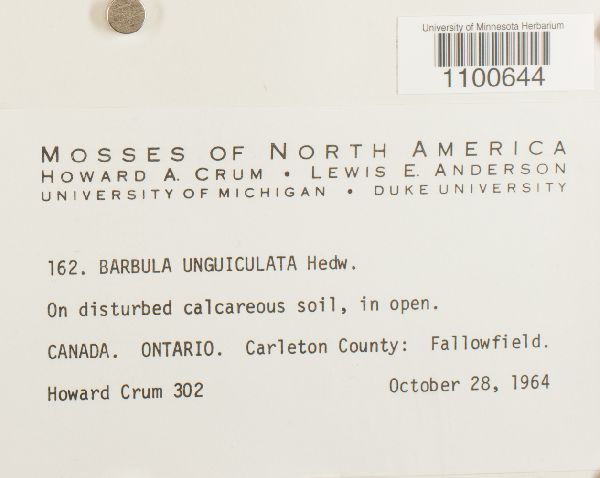 University of Minnesota Herbarium
1100644
MOSSES OF NORTH AMERICA
HOWARD A. CRUM • LEWIS E. ANDERSON
UNIVERSITY OF MICHIGAN • DUKE UNIVERSITY
162. BARBULA UNGUICULATA Hedw.
On disturbed calcareous soil, in open.
CANADA. ONTARIO. Carleton County: Fallowfield.
Howard Crum 302 October 28, 1964